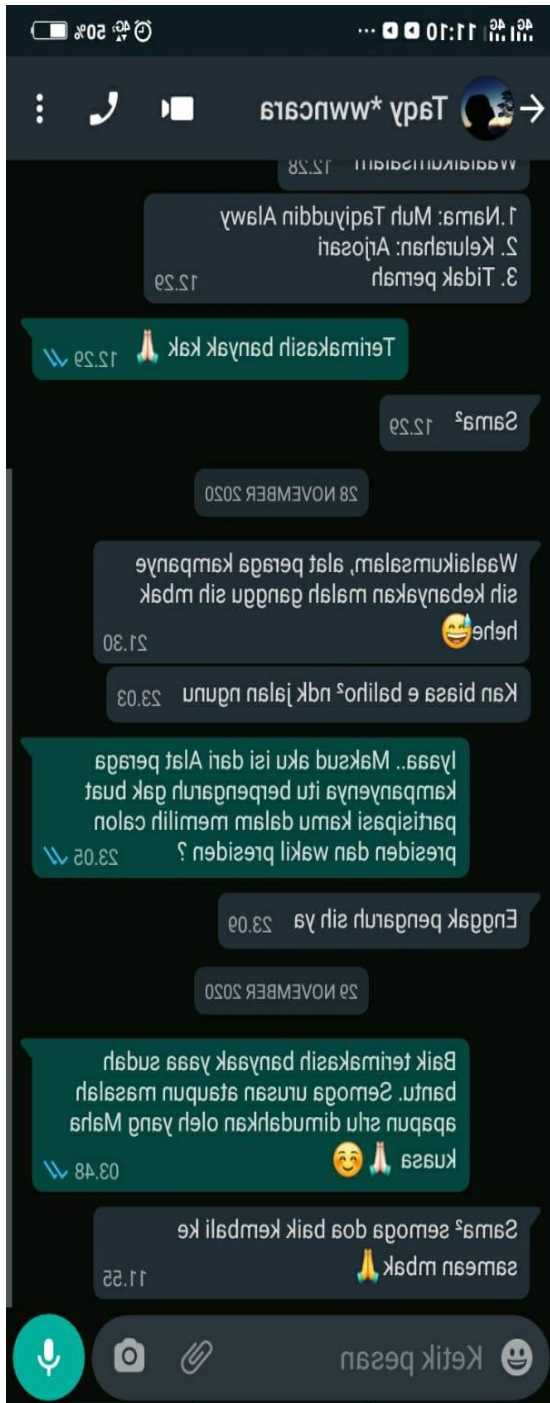 11:10
4G 50%
Taqy *wwncara
Waalaikumsalam 12.28
1.Nama: Muh Taqiyuddin Alawy
2. Kelurahan: Arjosari
3. Tidak pernah
12.29
Terimakasih banyak kak 🙏🏻 12.29
Sama² 12.29
28 NOVEMBER 2020
Waalaikumsalam, alat peraga kampanye
sih kebanyakan malah ganggu sih mbak
hehe😅
21.30
Kan biasa e baliho² ndk jalan ngunu 23.03
Iyaaa.. Maksud aku isi dari Alat peraga
kampanyenya itu berpengaruh gak buat
partisipasi kamu dalam memilih calon
presiden dan wakil presiden ? 23.05
Enggak pengaruh sih ya 23.09
29 NOVEMBER 2020
Baik terimakasih banyaak yaaa sudah
bantu. Semoga urusan ataupun masalah
apapun srlu dimudahkan oleh yang Maha
kuasa 🙏🏻☺️ 03.48
Sama² semoga doa baik kembali ke
samean mbak🙏
11.55
Ketik pesan